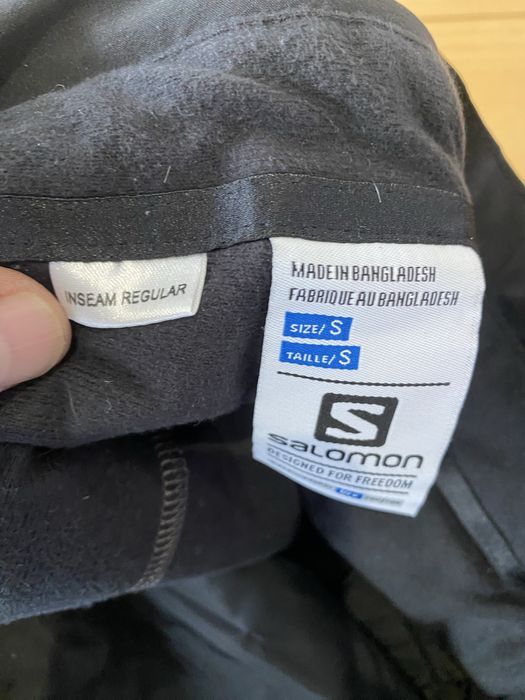 INSEAM REGULAR
MADE IN BANGLADESH
FABRIQUE AU BANGLADESH
SIZE/ S
TAILLE/ S
S
SALOMON
DESIGNED FOR FREEDOM